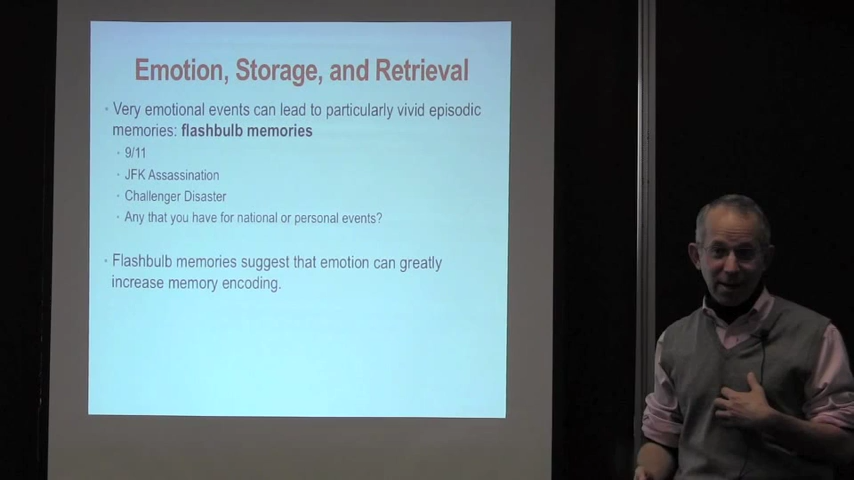 Emotion, Storage, and Retrieval
• Very emotional events can lead to particularly vivid episodic
memories: flashbulb memories
• 9/11
• JFK Assassination
• Challenger Disaster
• Any that you have for national or personal events?
• Flashbulb memories suggest that emotion can greatly
increase memory encoding.